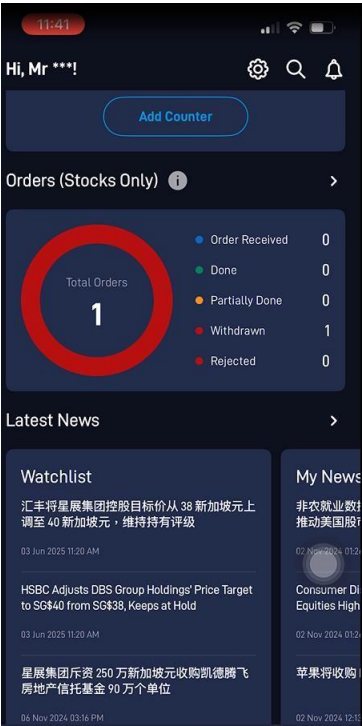 11:41
Hi, Mr ***!
Add Counter
Orders (Stocks Only) i
Total Orders
1
Order Received 0
Done 0
Partially Done 0
Withdrawn 1
Rejected 0
Latest News
Watchlist
汇丰将星展集团控股目标价从 38 新加坡元上
调至 40 新加坡元，维持持有评级
03 Jun 2025 11:20 AM
HSBC Adjusts DBS Group Holdings' Price Target
to SG$40 from SG$38, Keeps at Hold
03 Jun 2025 11:20 AM
星展集团斥资 250 万新加坡元收购凯德腾飞
房地产信托基金 90 万个单位
06 Nov 2024 03:16 PM
My News
非农就业数
推动美国股
02 Nov 2024 01:2
Consumer Di
Equities High
02 Nov 2024 01:2
苹果将收购
02 Nov 2024 12:1